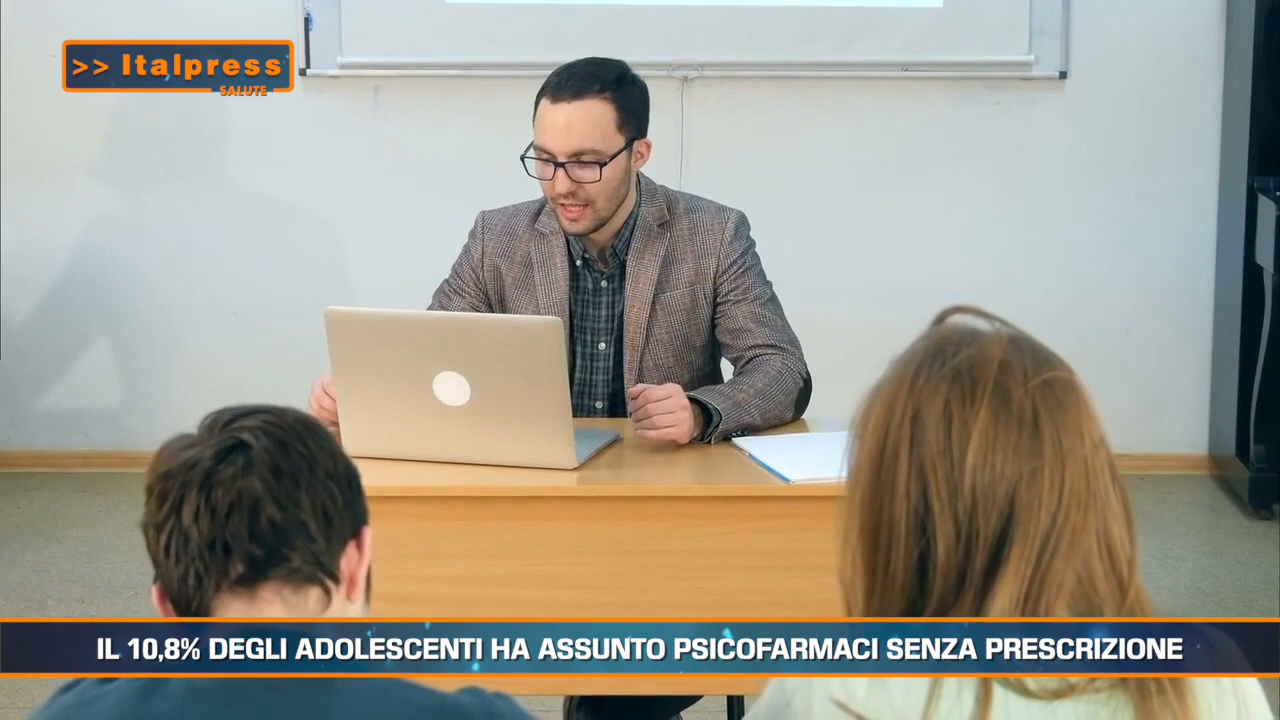 >> Italpress
SALUTE
IL 10,8% DEGLI ADOLESCENTI HA ASSUNTO PSICOFARMACI SENZA PRESCRIZIONE